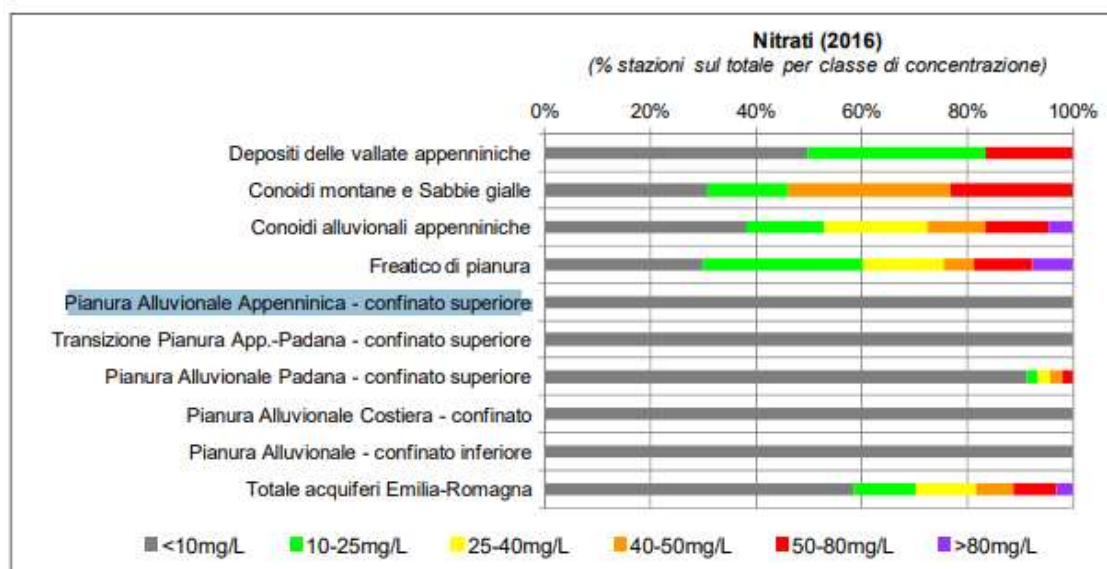 Nitrati (2016)
(% stazioni sul totale per classe di concentrazione)
0% 20% 40% 60% 80% 100%
Depositi delle vallate appenniniche
Conoidi montane e Sabbie gialle
Conoidi alluvionali appenniniche
Freatico di pianura
Pianura Alluvionale Appenninica - confinato superiore
Transizione Pianura App.-Padana - confinato superiore
Pianura Alluvionale Padana - confinato superiore
Pianura Alluvionale Costiera - confinato
Pianura Alluvionale - confinato inferiore
Totale acquiferi Emilia-Romagna
<10mg/L 10-25mg/L 25-40mg/L 40-50mg/L 50-80mg/L >80mg/L